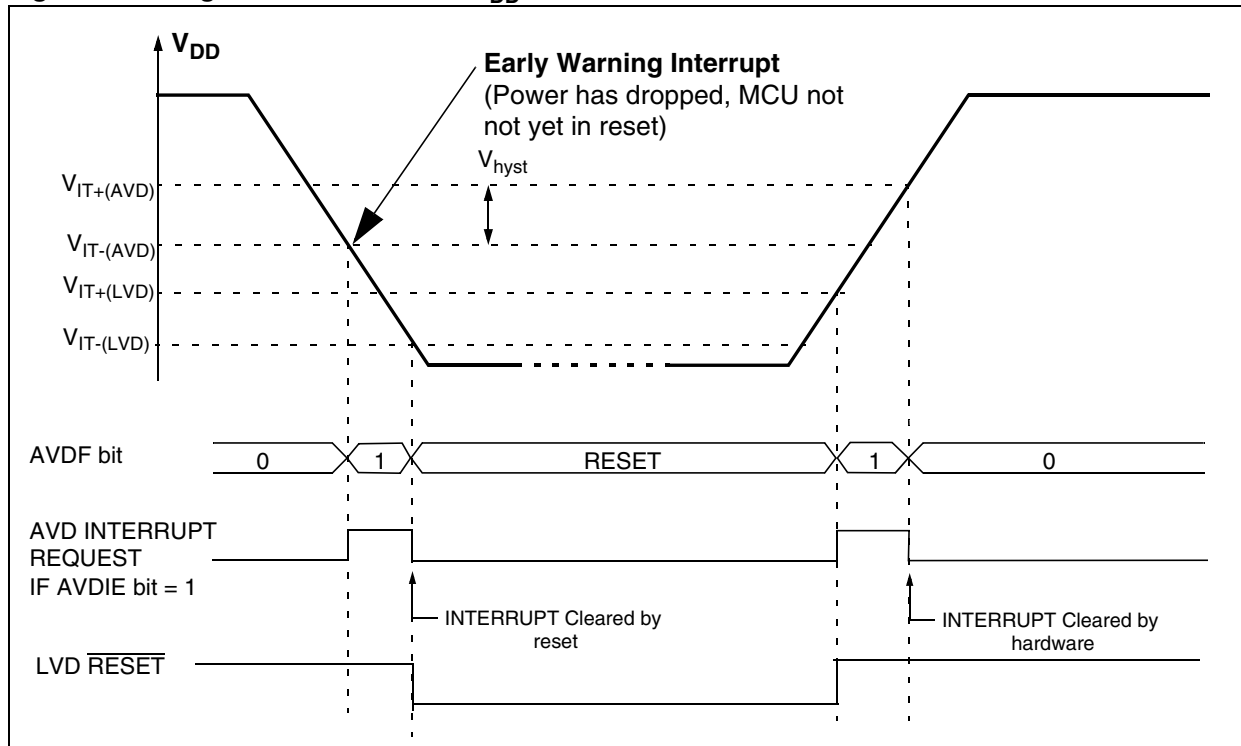 V_DD
Early Warning Interrupt
(Power has dropped, MCU not
not yet in reset)
V_hyst
V_IT+(AVD)
V_IT-(AVD)
V_IT+(LVD)
V_IT-(LVD)
AVDF bit
0
1
RESET
1
0
AVD INTERRUPT
REQUEST
IF AVDIE bit = 1
INTERRUPT Cleared by
reset
INTERRUPT Cleared by
hardware
LVD RESET